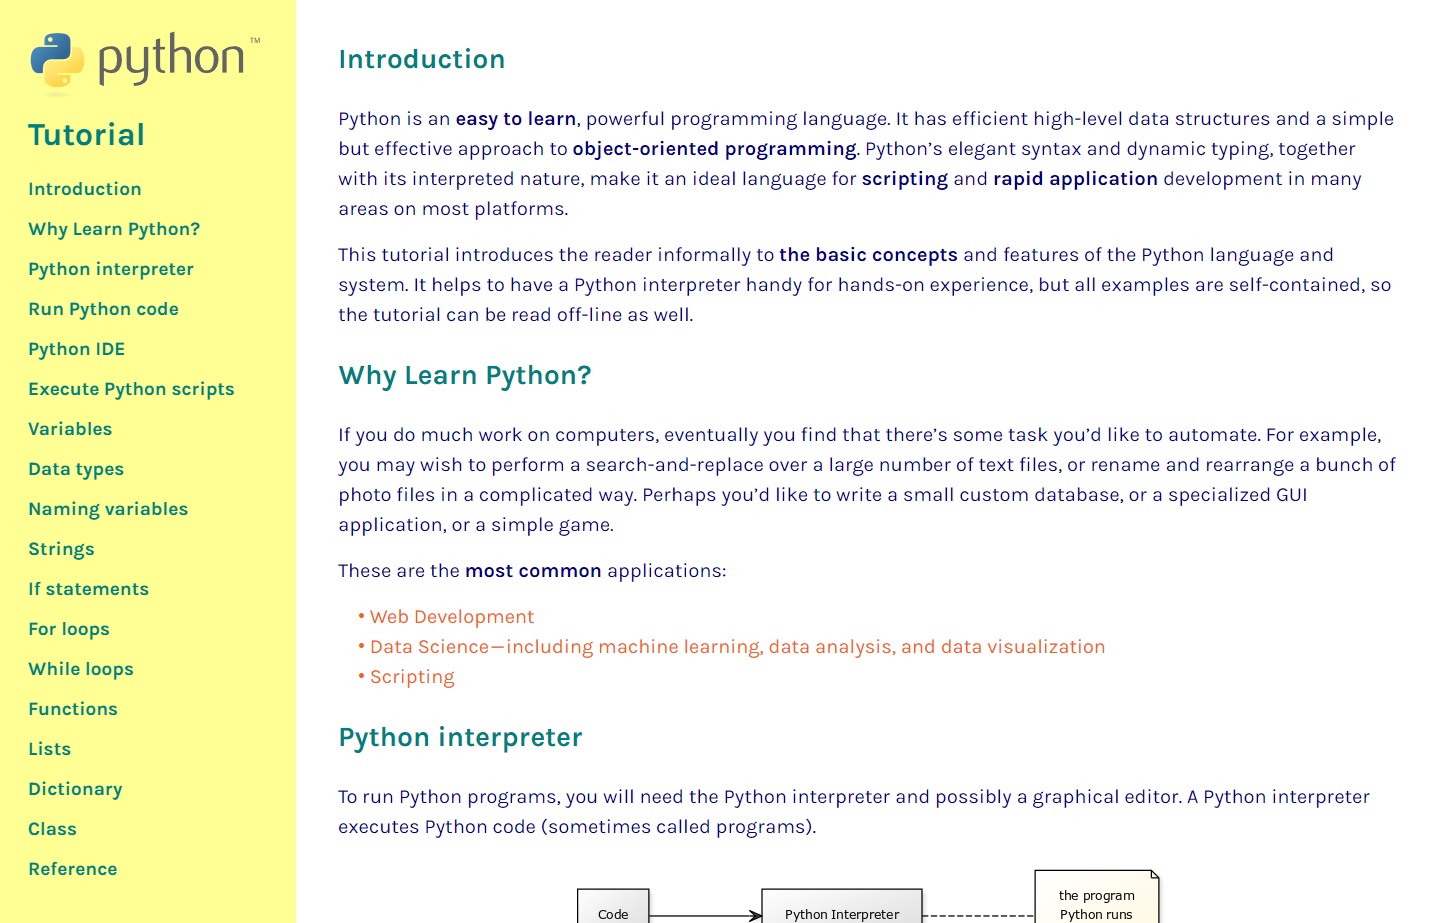 python™
Tutorial
Introduction
Why Learn Python?
Python interpreter
Run Python code
Python IDE
Execute Python scripts
Variables
Data types
Naming variables
Strings
If statements
For loops
While loops
Functions
Lists
Dictionary
Class
Reference
Introduction
Python is an easy to learn, powerful programming language. It has efficient high-level data structures and a simple
but effective approach to object-oriented programming. Python’s elegant syntax and dynamic typing, together
with its interpreted nature, make it an ideal language for scripting and rapid application development in many
areas on most platforms.
This tutorial introduces the reader informally to the basic concepts and features of the Python language and
system. It helps to have a Python interpreter handy for hands-on experience, but all examples are self-contained, so
the tutorial can be read off-line as well.
Why Learn Python?
If you do much work on computers, eventually you find that there’s some task you’d like to automate. For example,
you may wish to perform a search-and-replace over a large number of text files, or rename and rearrange a bunch of
photo files in a complicated way. Perhaps you’d like to write a small custom database, or a specialized GUI
application, or a simple game.
These are the most common applications:
• Web Development
• Data Science—including machine learning, data analysis, and data visualization
• Scripting
Python interpreter
To run Python programs, you will need the Python interpreter and possibly a graphical editor. A Python interpreter
executes Python code (sometimes called programs).
Code
Python Interpreter
the program
Python runs